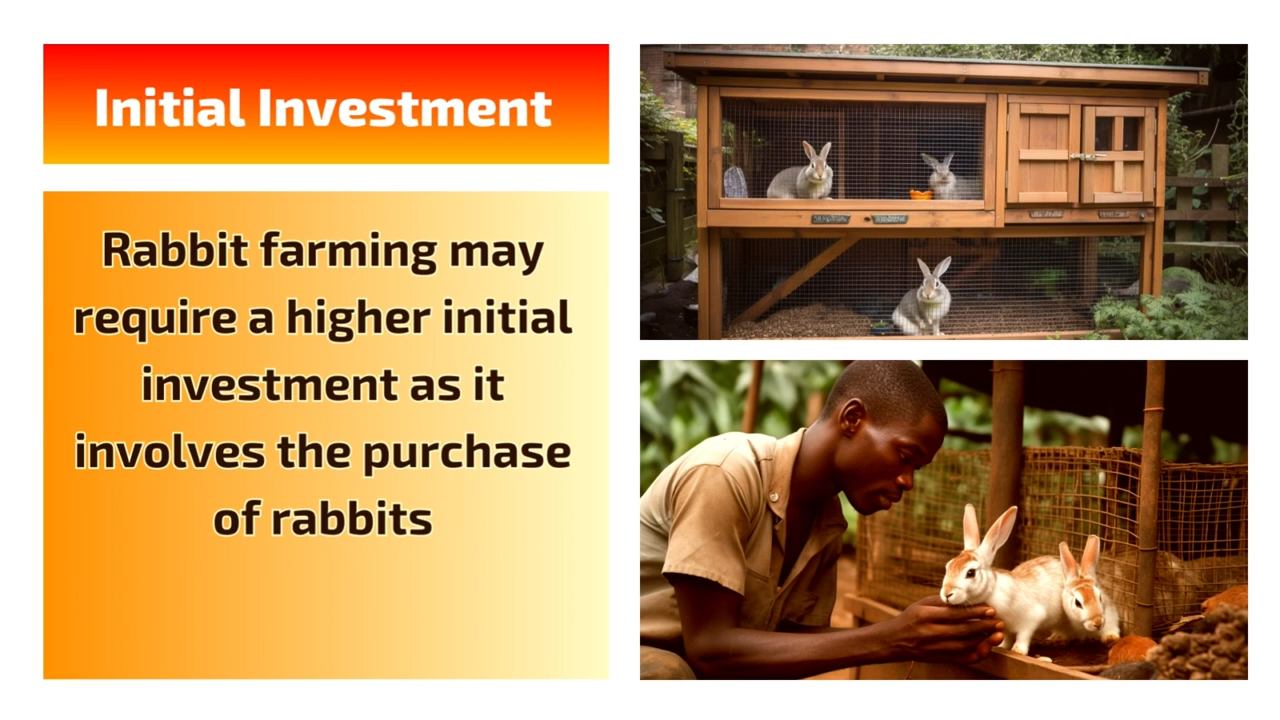 Initial Investment
Rabbit farming may
require a higher initial
investment as it
involves the purchase
of rabbits